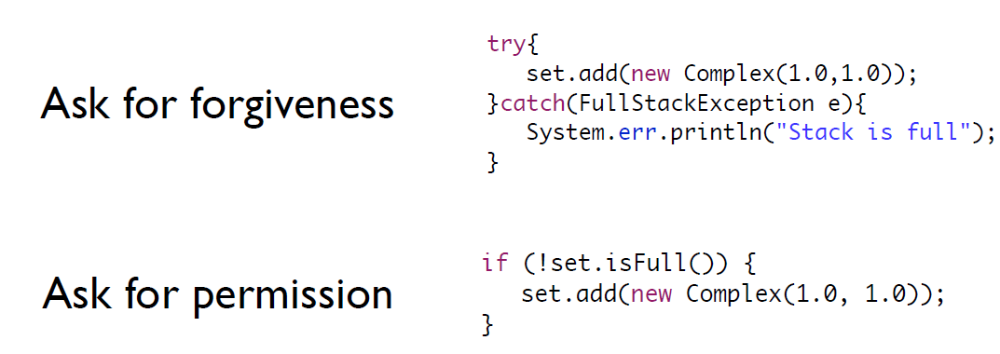 Ask for forgiveness
try{
set.add(new Complex(1.0,1.0));
}catch(FullStackException e){
System.err.println("Stack is full");
}
Ask for permission
if (!set.isFull()) {
set.add(new Complex(1.0, 1.0));
}